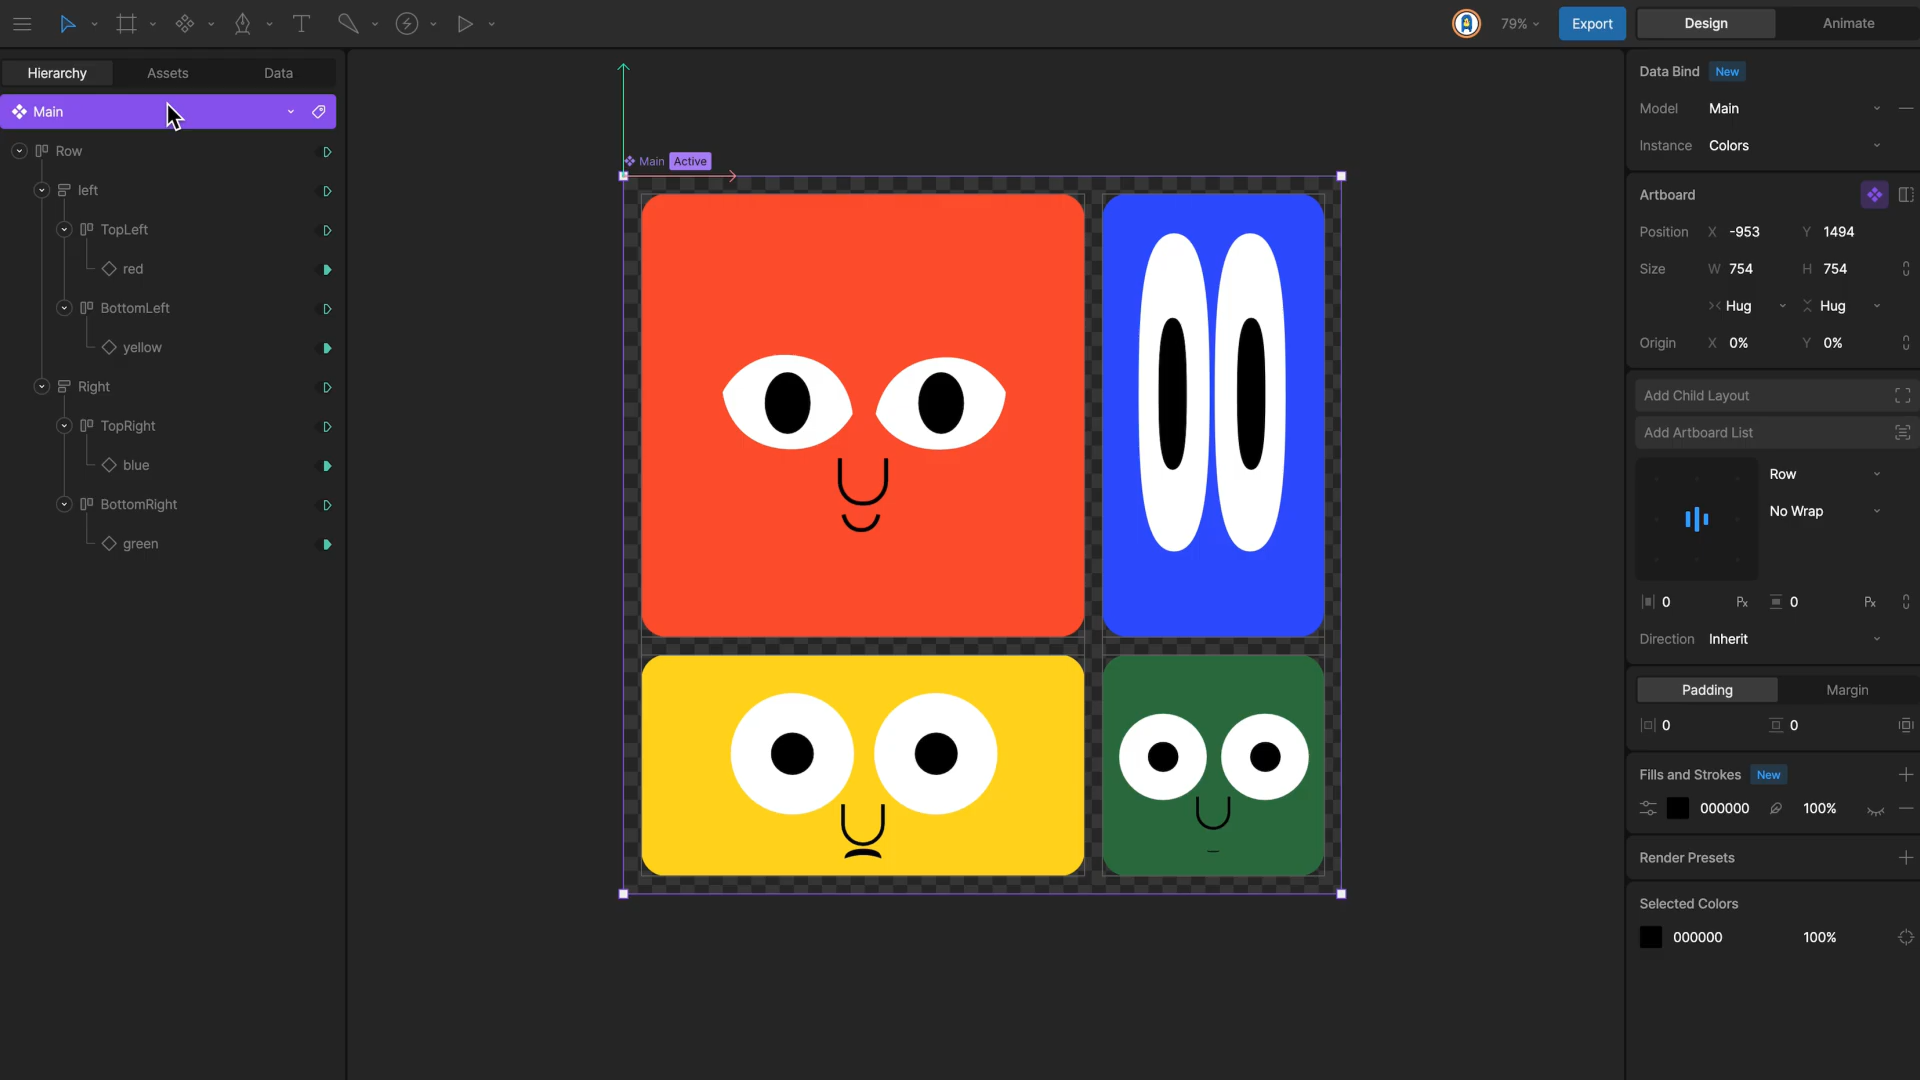 79%
Export
Design
Animate
Hierarchy
Assets
Data
Main
Row
left
TopLeft
red
BottomLeft
yellow
Right
TopRight
blue
BottomRight
green
Main Active
Data Bind New
Model Main
Instance Colors
Artboard
Position X -953 Y 1494
Size W 754 H 754
Hug Hug
Origin X 0% Y 0%
Add Child Layout
Add Artboard List
Row
No Wrap
0 Px 0 Px
Direction Inherit
Padding Margin
0 0
Fills and Strokes New
000000 100%
Render Presets
Selected Colors
000000 100%